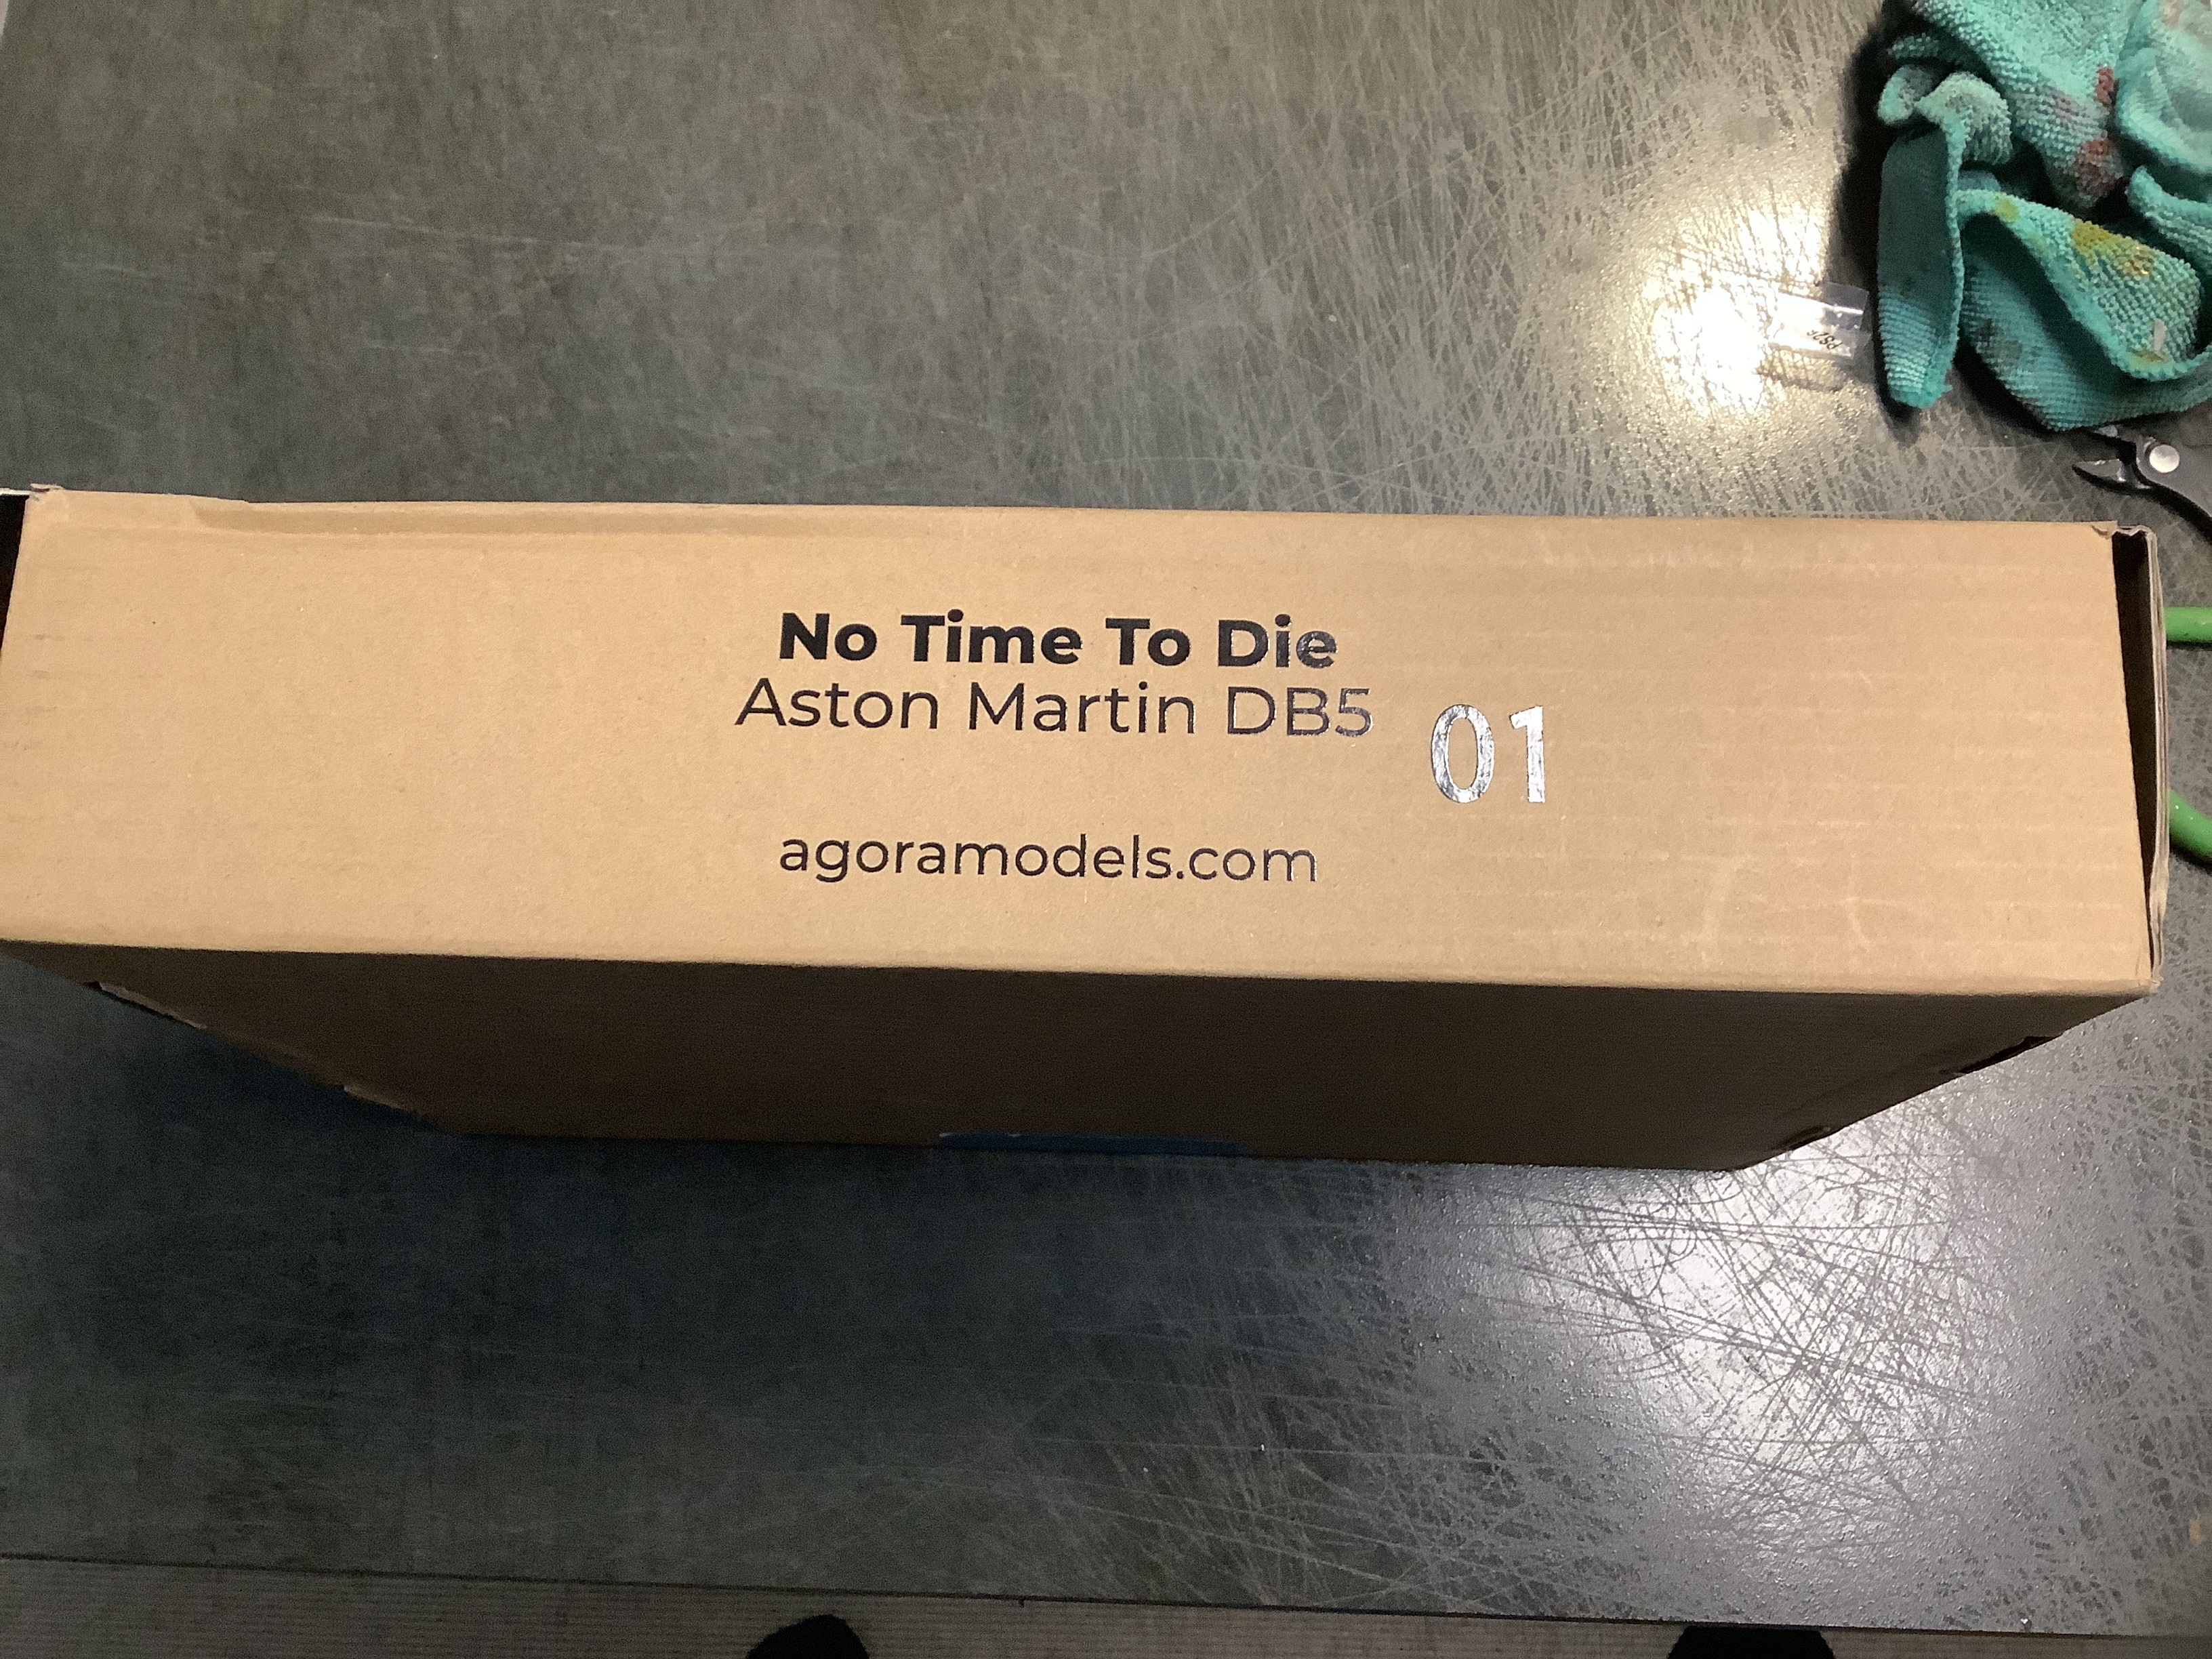 No Time To Die
Aston Martin DB5
01
agoramodels.com